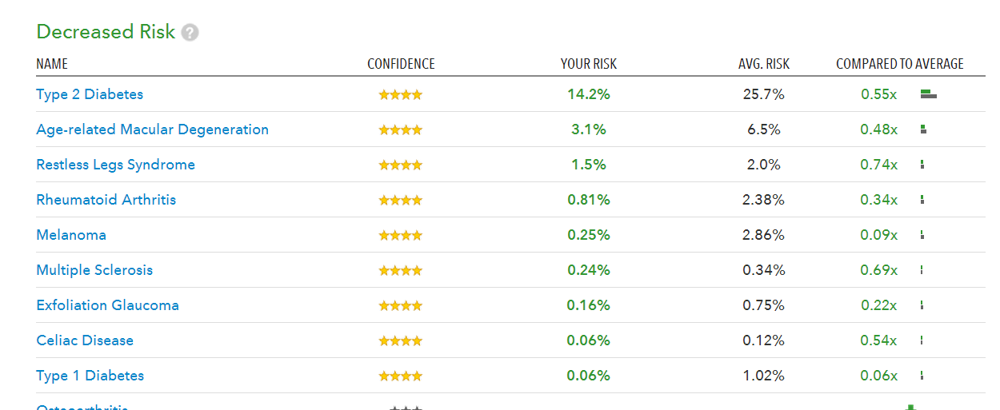 Decreased Risk ?
NAME CONFIDENCE YOUR RISK AVG. RISK COMPARED TO AVERAGE
Type 2 Diabetes 14.2% 25.7% 0.55x
Age-related Macular Degeneration 3.1% 6.5% 0.48x
Restless Legs Syndrome 1.5% 2.0% 0.74x
Rheumatoid Arthritis 0.81% 2.38% 0.34x
Melanoma 0.25% 2.86% 0.09x
Multiple Sclerosis 0.24% 0.34% 0.69x
Exfoliation Glaucoma 0.16% 0.75% 0.22x
Celiac Disease 0.06% 0.12% 0.54x
Type 1 Diabetes 0.06% 1.02% 0.06x
Osteoarthritis